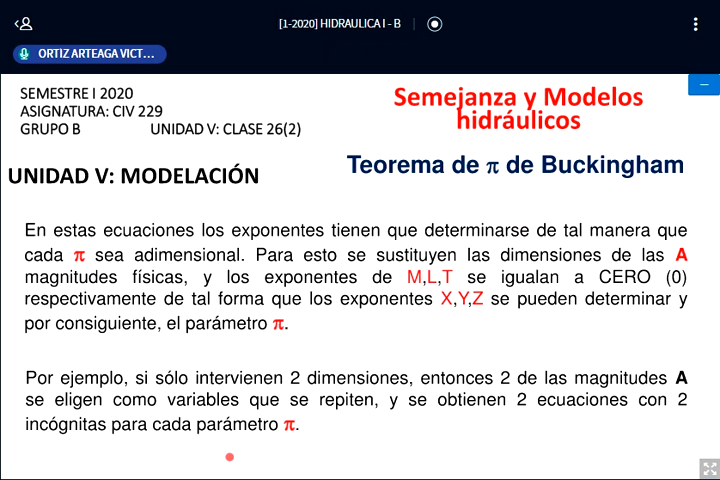 [1-2020] HIDRAULICA I - B
ORTIZ ARTEAGA VICT...
SEMESTRE I 2020
ASIGNATURA: CIV 229
GRUPO B UNIDAD V: CLASE 26(2)
Semejanza y Modelos
hidráulicos
Teorema de π de Buckingham
UNIDAD V: MODELACIÓN
En estas ecuaciones los exponentes tienen que determinarse de tal manera que
cada π sea adimensional. Para esto se sustituyen las dimensiones de las A
magnitudes físicas, y los exponentes de M,L,T se igualan a CERO (0)
respectivamente de tal forma que los exponentes X,Y,Z se pueden determinar y
por consiguiente, el parámetro π.
Por ejemplo, si sólo intervienen 2 dimensiones, entonces 2 de las magnitudes A
se eligen como variables que se repiten, y se obtienen 2 ecuaciones con 2
incógnitas para cada parámetro π.